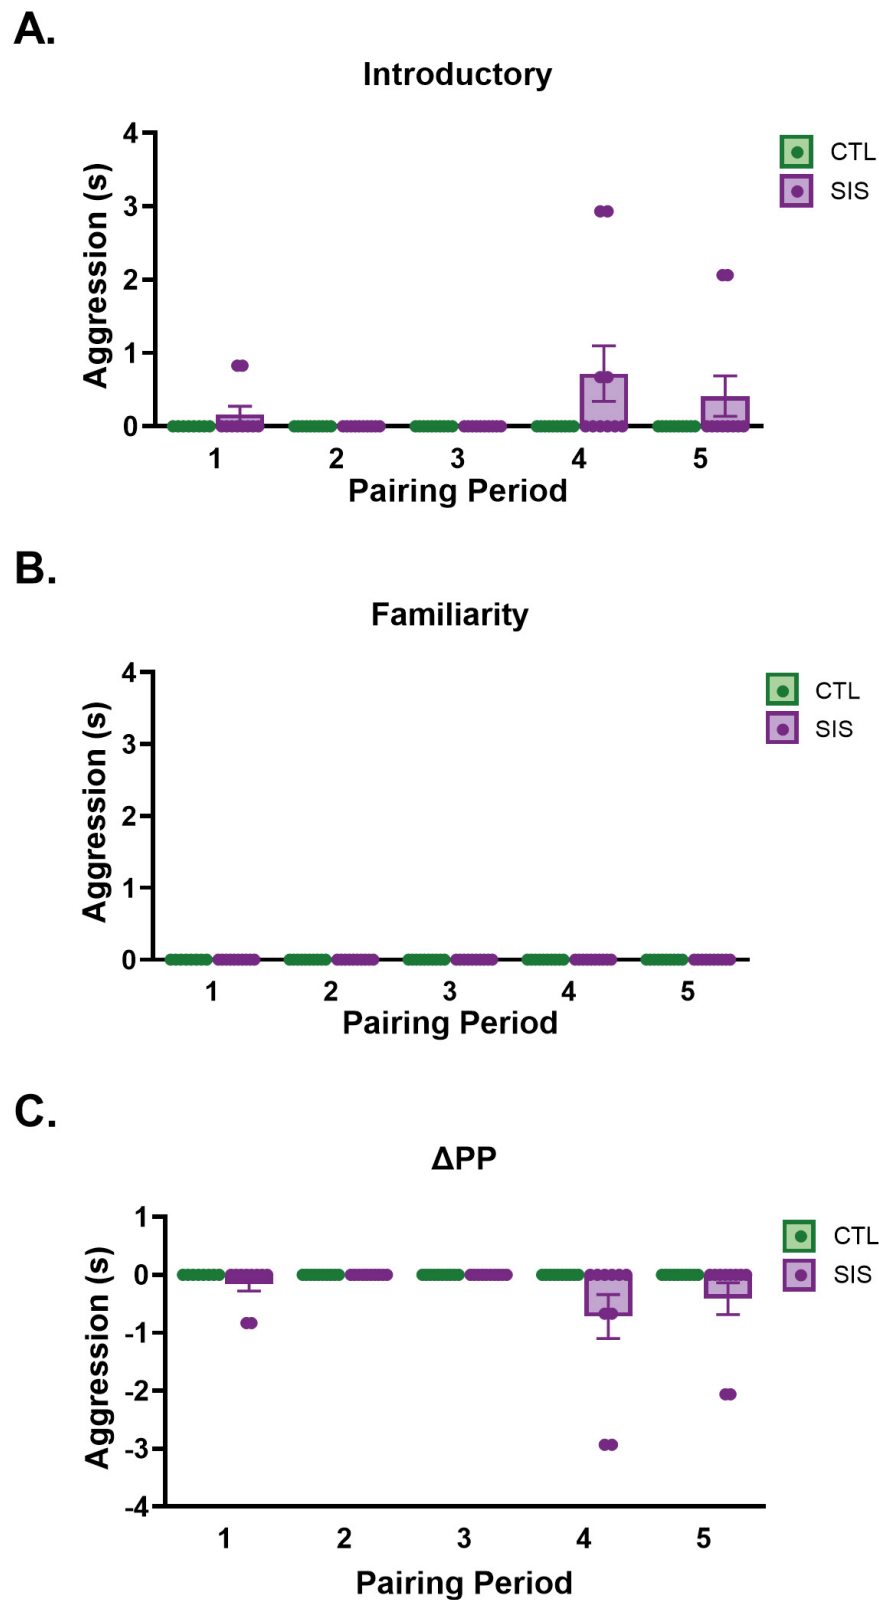 A.
Introductory
4
3
2
1
0
Aggression (s)
1 2 3 4 5
Pairing Period
CTL
SIS
B.
Familiarity
4
3
2
1
0
Aggression (s)
1 2 3 4 5
Pairing Period
CTL
SIS
C.
ΔPP
1
0
-1
-2
-3
-4
Aggression (s)
1 2 3 4 5
Pairing Period
CTL
SIS